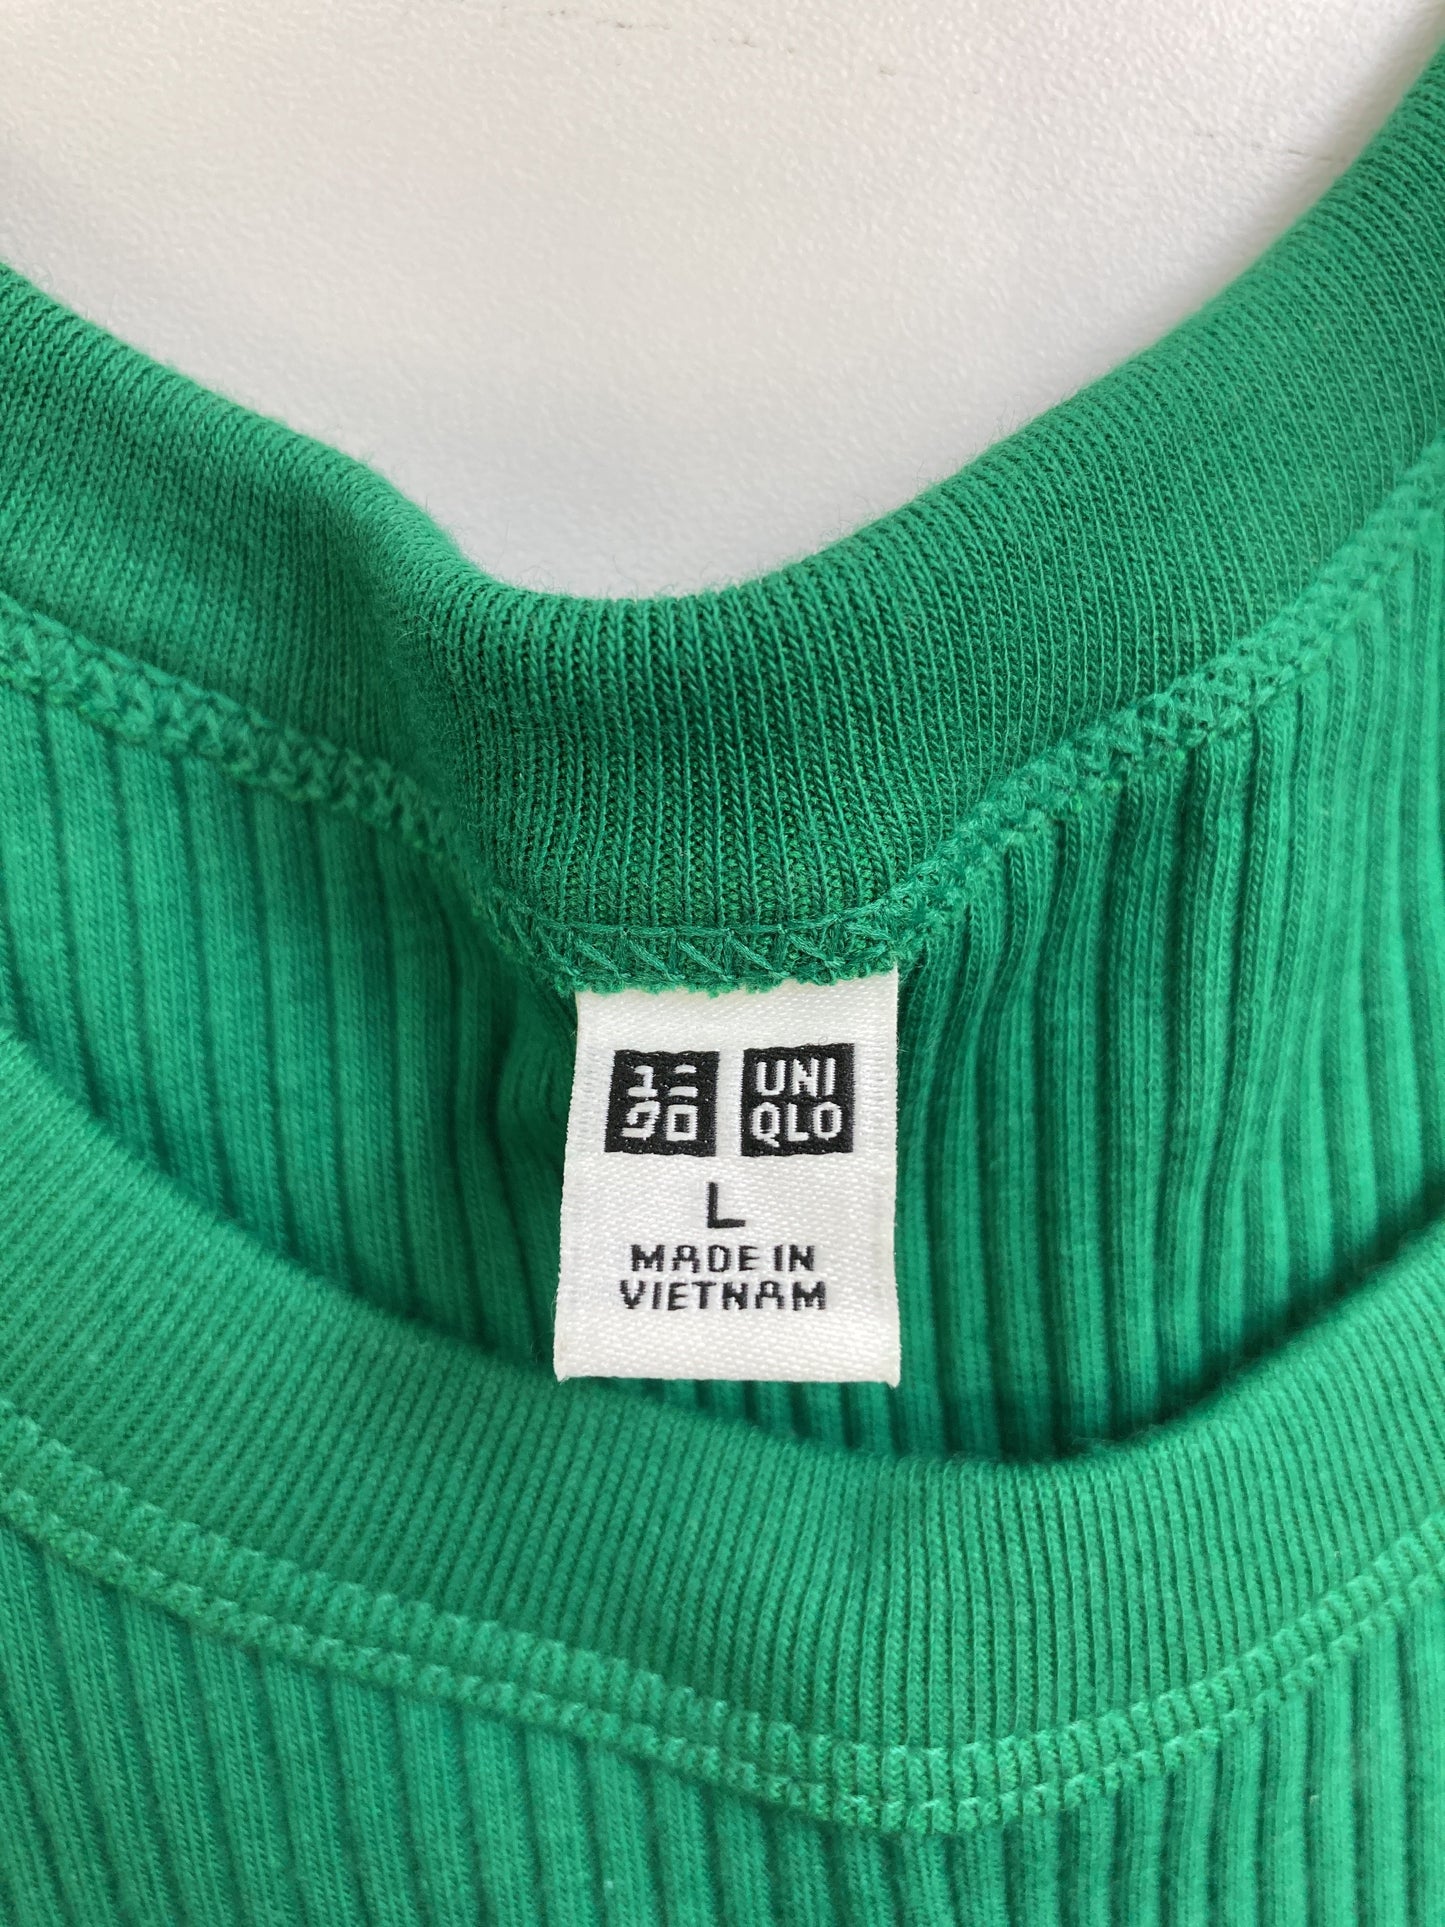 ユニ
クロ
UNI
QLO
L
MADE IN
VIETNAM